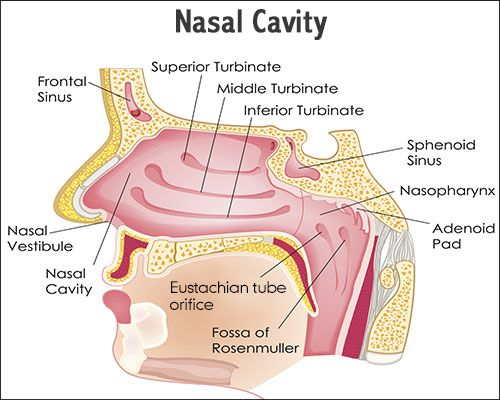 Nasal Cavity
Superior Turbinate
Frontal
Sinus
Middle Turbinate
Inferior Turbinate
Sphenoid
Sinus
Nasopharynx
Adenoid
Pad
Nasal
Vestibule
Nasal
Cavity
Eustachian tube
orifice
Fossa of
Rosenmuller